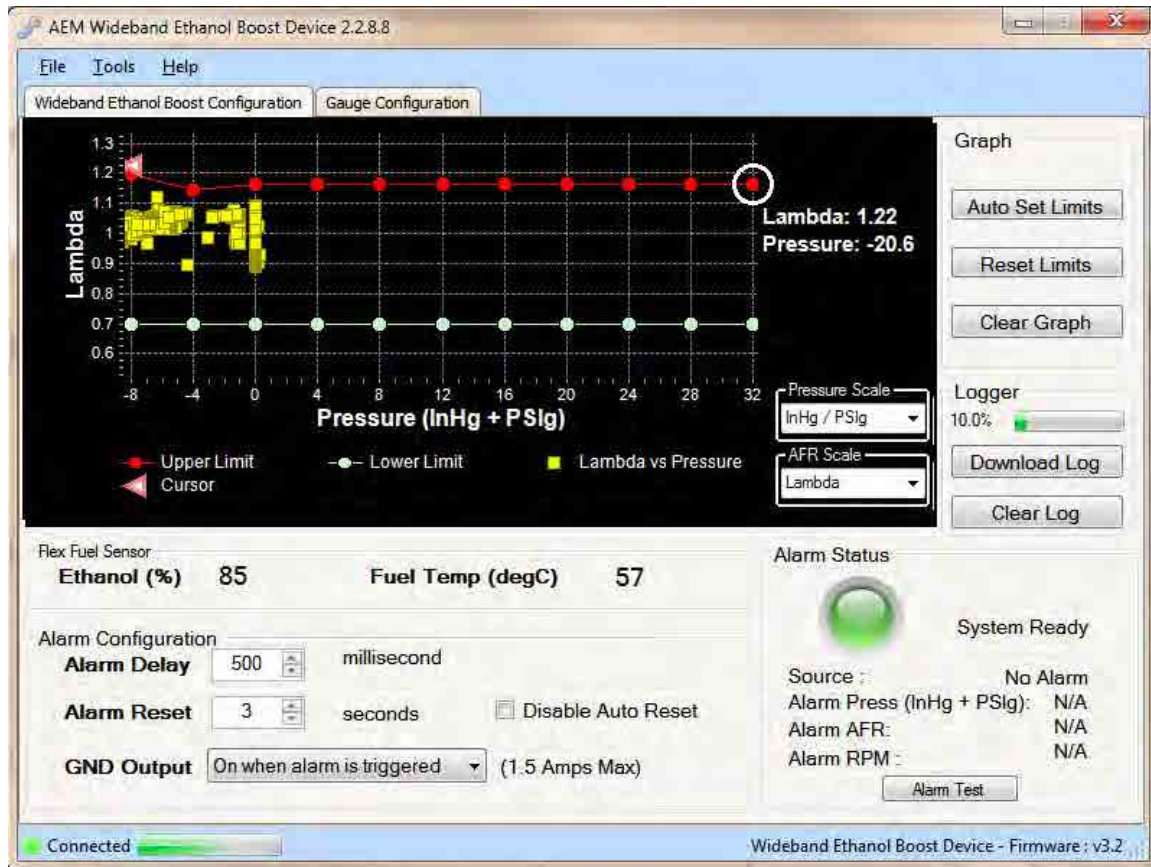 AEM Wideband Ethanol Boost Device 2.2.8.8
File Tools Help
Wideband Ethanol Boost Configuration Gauge Configuration
1.3
1.2
1.1
1
0.9
0.8
0.7
0.6
Lambda
-8 -4 0 4 8 12 16 20 24 28 32
Pressure (InHg + PSIg)
Lambda: 1.22
Pressure: -20.6
Upper Limit Lower Limit Lambda vs Pressure
Cursor
Pressure Scale
InHg / PSIg
AFR Scale
Lambda
Graph
Auto Set Limits
Reset Limits
Clear Graph
Logger
10.0%
Download Log
Clear Log
Flex Fuel Sensor
Ethanol (%) 85 Fuel Temp (degC) 57
Alarm Configuration
Alarm Delay 500 millisecond
Alarm Reset 3 seconds Disable Auto Reset
GND Output On when alarm is triggered (1.5 Amps Max)
Alarm Status
System Ready
Source : No Alarm
Alarm Press (InHg + PSIg): N/A
Alarm AFR: N/A
Alarm RPM : N/A
Alarm Test
Connected
Wideband Ethanol Boost Device - Firmware : v3.2